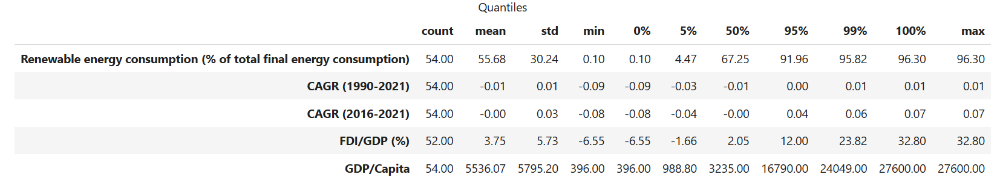 Quantiles
count mean std min 0% 5% 50% 95% 99% 100% max
Renewable energy consumption (% of total final energy consumption) 54.00 55.68 30.24 0.10 0.10 4.47 67.25 91.96 95.82 96.30 96.30
CAGR (1990-2021) 54.00 -0.01 0.01 -0.09 -0.09 -0.03 -0.01 0.00 0.01 0.01 0.01
CAGR (2016-2021) 54.00 -0.00 0.03 -0.08 -0.08 -0.04 -0.00 0.04 0.06 0.07 0.07
FDI/GDP (%) 52.00 3.75 5.73 -6.55 -6.55 -1.66 2.05 12.00 23.82 32.80 32.80
GDP/Capita 54.00 5536.07 5795.20 396.00 396.00 988.80 3235.00 16790.00 24049.00 27600.00 27600.00